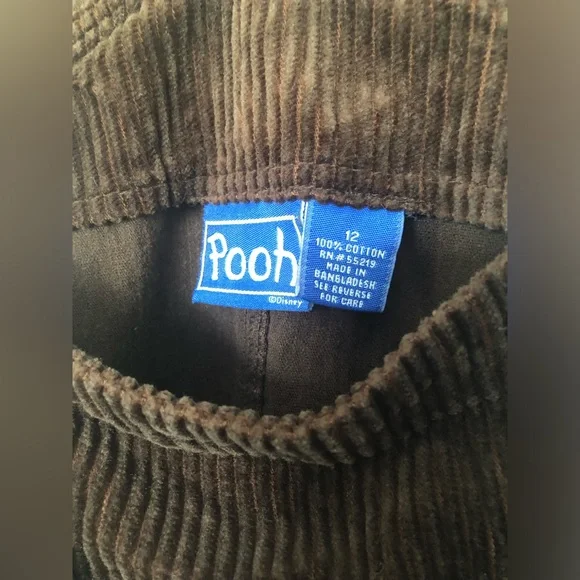 Pooh
©Disney
12
100% COTTON
RN# 55219
MADE IN
BANGLADESH
SEE REVERSE
FOR CARE